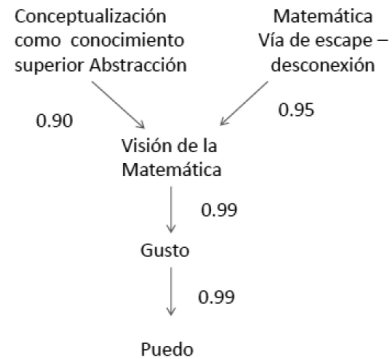 Conceptualización
como conocimiento
superior Abstracción
Matemática
Vía de escape –
desconexión
0.90
0.95
Visión de la
Matemática
0.99
Gusto
0.99
Puedo